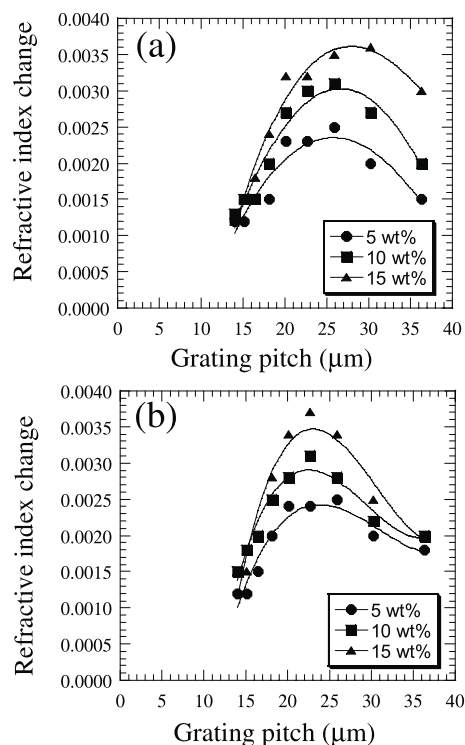 (a)
Refractive index change
0.0040
0.0035
0.0030
0.0025
0.0020
0.0015
0.0010
0.0005
0.0000
5 wt%
10 wt%
15 wt%
0 5 10 15 20 25 30 35 40
Grating pitch (μm)
(b)
Refractive index change
0.0040
0.0035
0.0030
0.0025
0.0020
0.0015
0.0010
0.0005
0.0000
5 wt%
10 wt%
15 wt%
0 5 10 15 20 25 30 35 40
Grating pitch (μm)